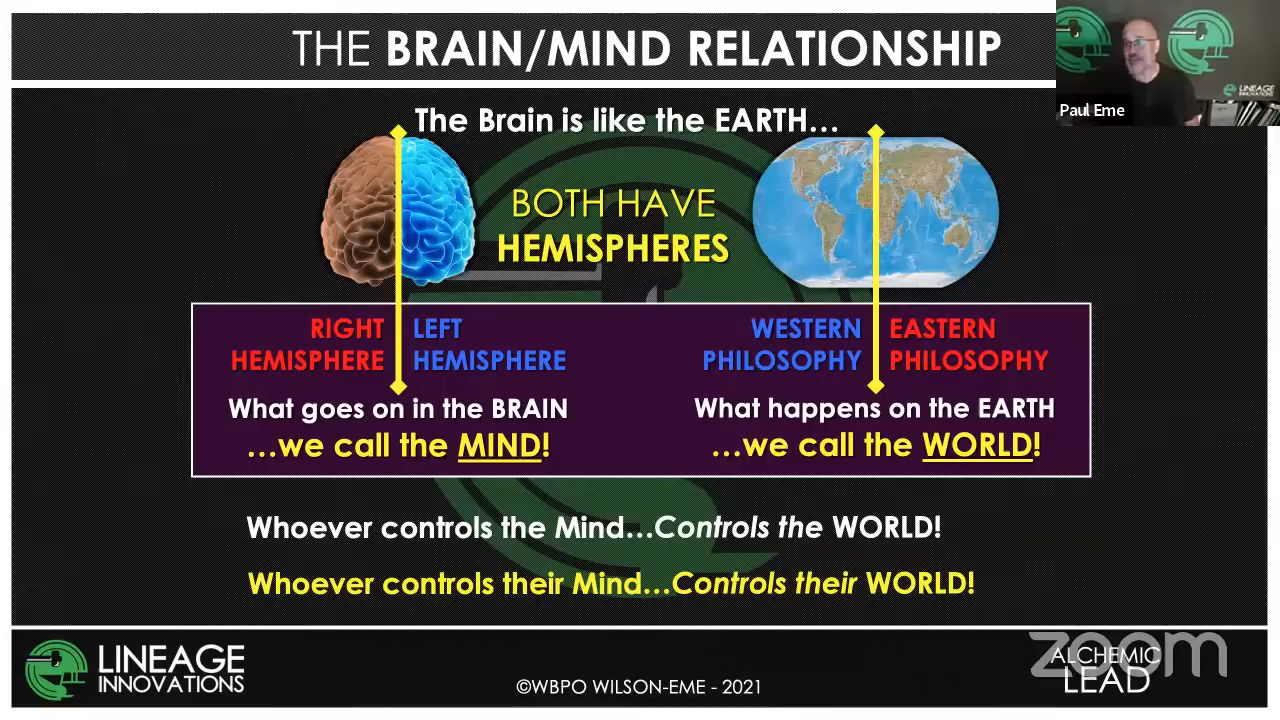 THE BRAIN/MIND RELATIONSHIP
LINEAGE
INNOVATIONS
Paul Eme
The Brain is like the EARTH…
BOTH HAVE
HEMISPHERES
RIGHT
HEMISPHERE
LEFT
HEMISPHERE
What goes on in the BRAIN
…we call the MIND!
WESTERN
PHILOSOPHY
EASTERN
PHILOSOPHY
What happens on the EARTH
…we call the WORLD!
Whoever controls the Mind…Controls the WORLD!
Whoever controls their Mind…Controls their WORLD!
LINEAGE
INNOVATIONS
©WBPO WILSON-EME - 2021
zoom
ALCHEMIC
LEAD